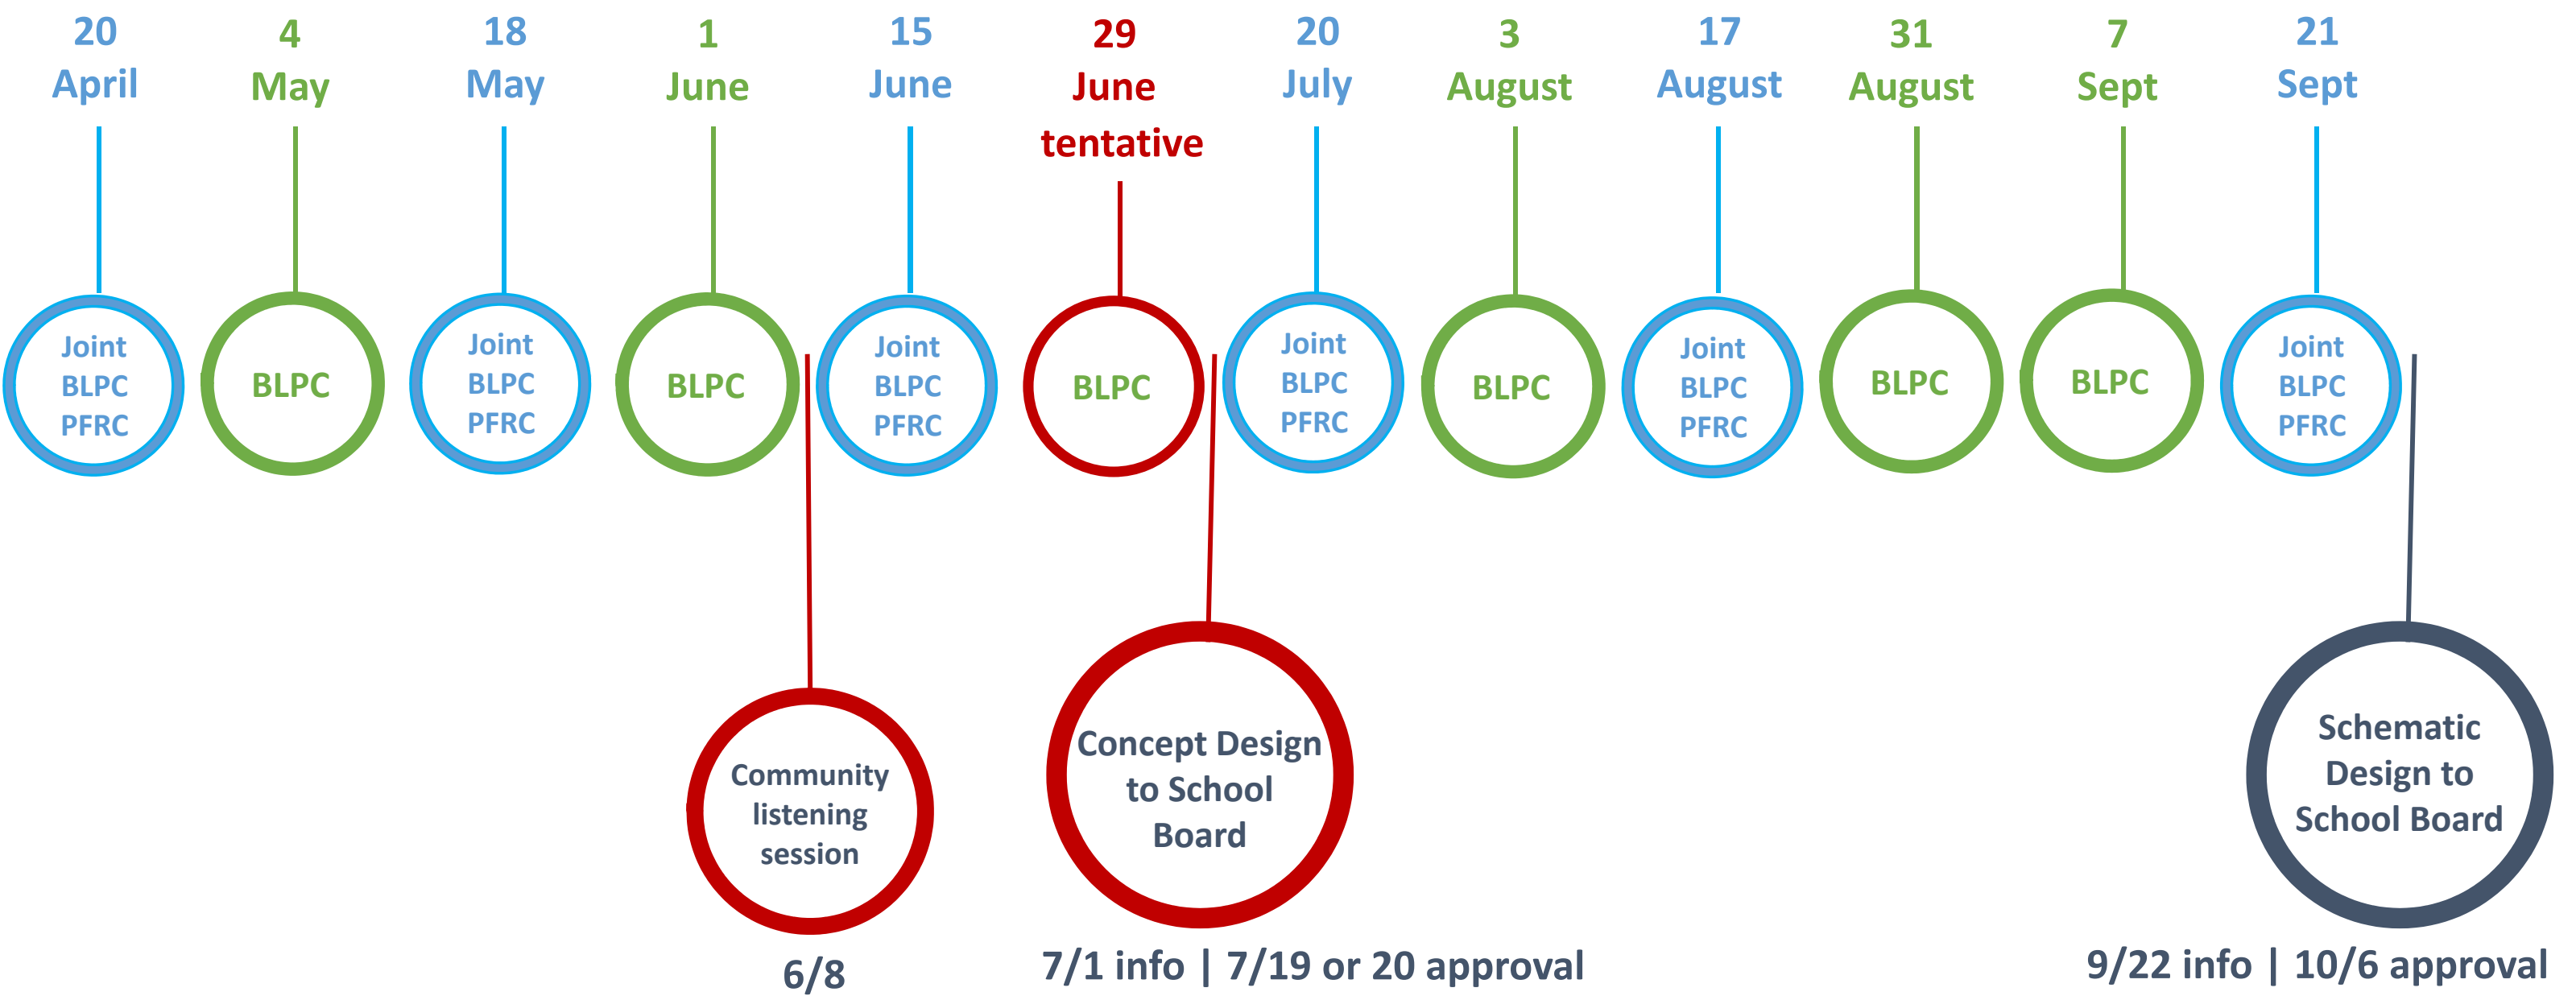 20
April
4
May
18
May
1
June
15
June
29
June
tentative
20
July
3
August
17
August
31
August
7
Sept
21
Sept
Joint
BLPC
PFRC
BLPC
Joint
BLPC
PFRC
BLPC
Joint
BLPC
PFRC
BLPC
Joint
BLPC
PFRC
BLPC
Joint
BLPC
PFRC
BLPC
BLPC
Joint
BLPC
PFRC
Community
listening
session
6/8
Concept Design
to School
Board
7/1 info | 7/19 or 20 approval
Schematic
Design to
School Board
9/22 info | 10/6 approval